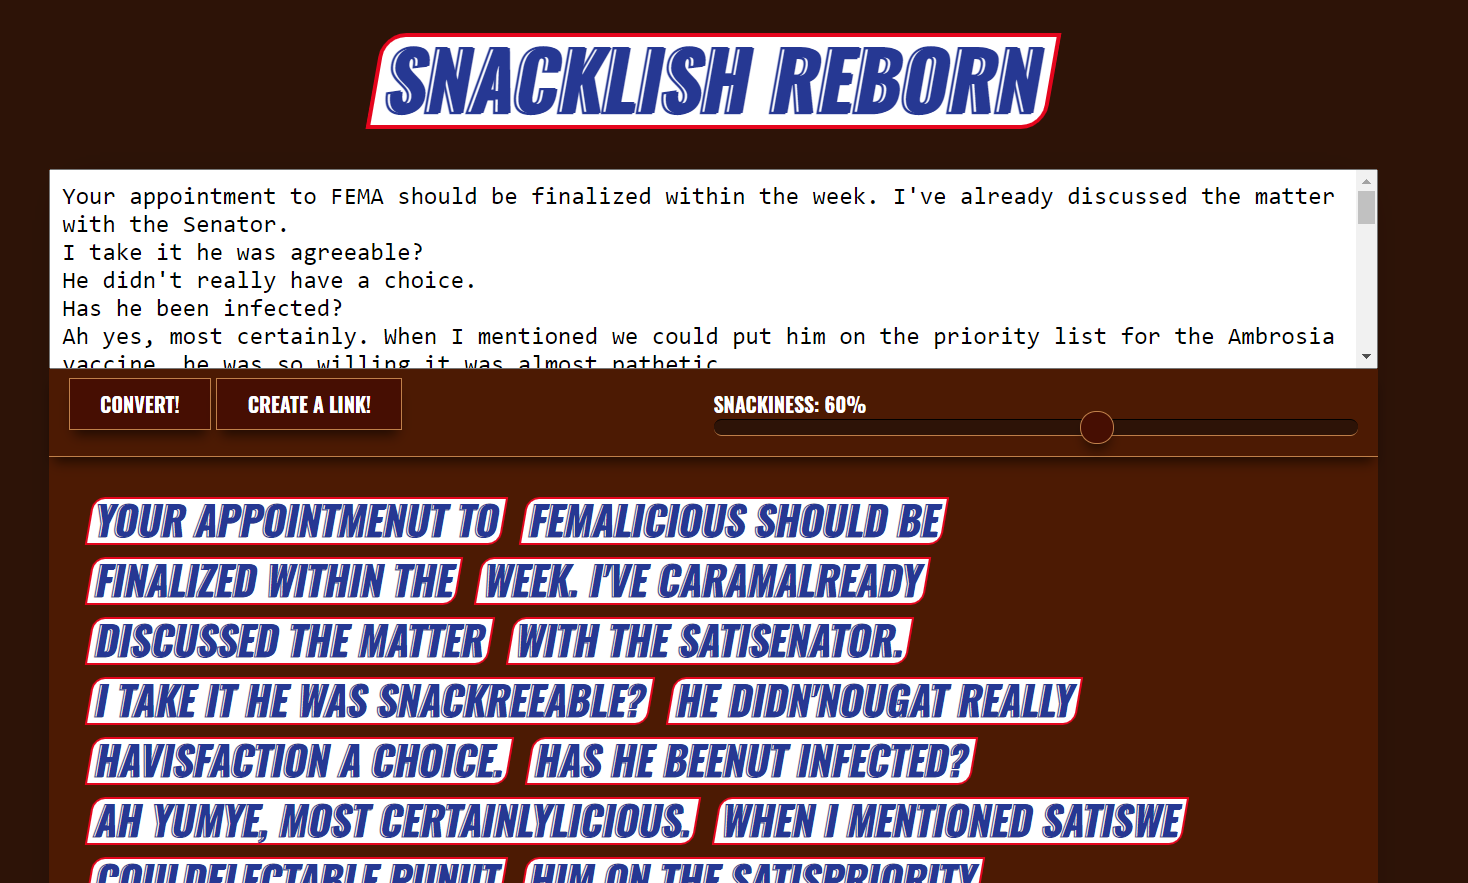 SNACKLISH REBORN
Your appointment to FEMA should be finalized within the week. I've already discussed the matter
with the Senator.
I take it he was agreeable?
He didn't really have a choice.
Has he been infected?
Ah yes, most certainly. When I mentioned we could put him on the priority list for the Ambrosia
vaccine, he was so willing it was almost pathetic.
CONVERT! CREATE A LINK! SNACKINESS: 60%
YOUR APPOINTMENUT TO FEMALICIOUS SHOULD BE
FINALIZED WITHIN THE WEEK. I'VE CARAMALREADY
DISCUSSED THE MATTER WITH THE SATISENATOR.
I TAKE IT HE WAS SNACKREEABLE? HE DIDN'NOUGAT REALLY
HAVISFACTION A CHOICE. HAS HE BEENUT INFECTED?
AH YUMYE, MOST CERTAINLYLICIOUS. WHEN I MENTIONED SATISWE
COULDELECTABLE PUNUT HIM ON THE SATISPRIORITY